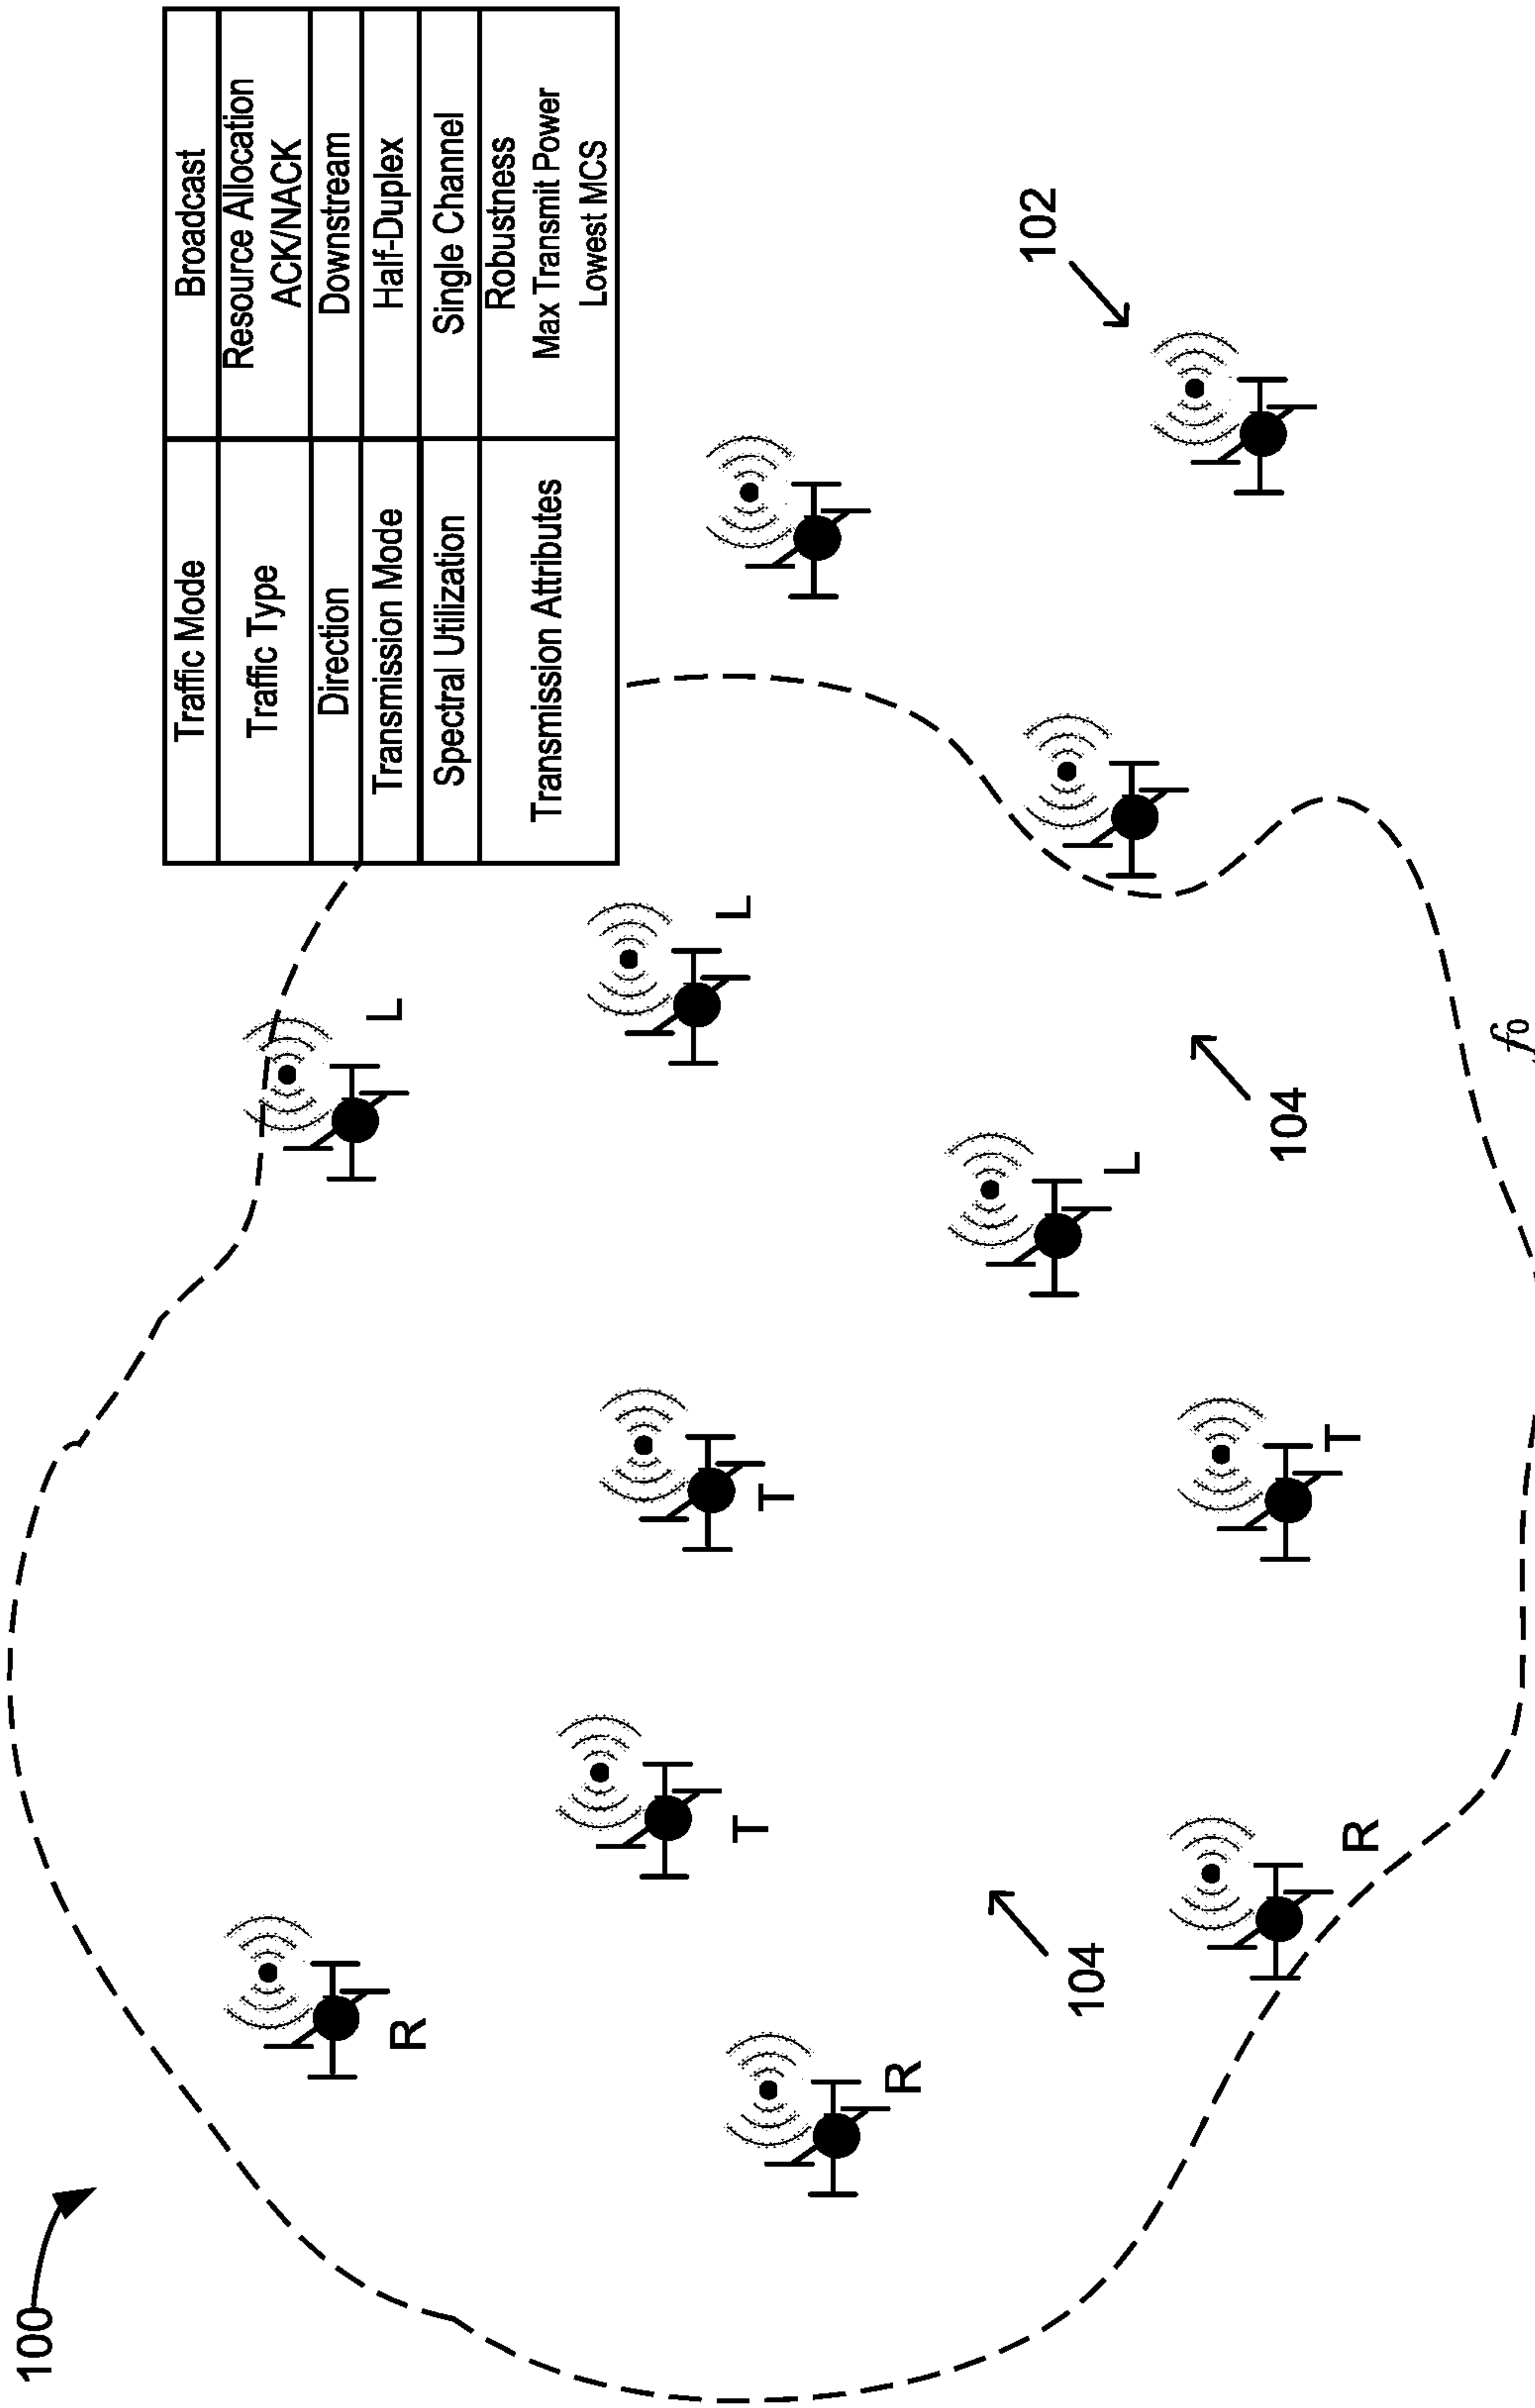 100
Traffic Mode Broadcast
Traffic Type Resource Allocation
ACK/NACK
Direction Downstream
Transmission Mode Half-Duplex
Spectral Utilization Single Channel
Transmission Attributes Robustness
Max Transmit Power
Lowest MCS
L
R
L
T
T
R
L
102
104
104
T
R
f0